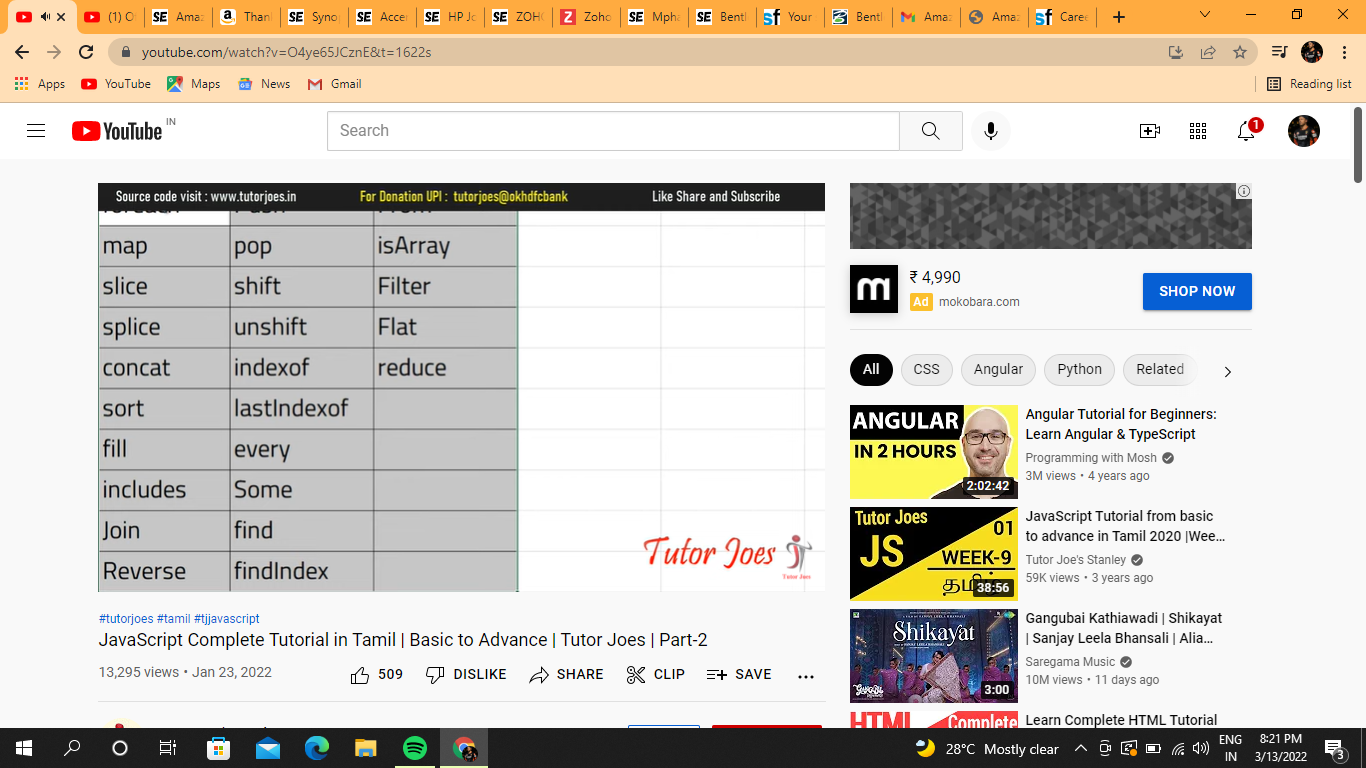 (1) O
Amaz
Than
Syno
Accer
HP Jo
ZOHO
Zoho
Mpha
Bentl
Your
Bentl
Amaz
Amaz
Caree
youtube.com/watch?v=O4ye65JCznE&t=1622s
Apps YouTube Maps News Gmail Reading list
YouTube IN
Search
1
Source code visit : www.tutorjoes.in For Donation UPI : tutorjoes@okhdfcbank Like Share and Subscribe
map pop isArray
slice shift Filter
splice unshift Flat
concat indexof reduce
sort lastIndexof
fill every
includes Some
Join find
Reverse findIndex
Tutor Joes
Tutor Joes
#tutorjoes #tamil #tjjavascript
JavaScript Complete Tutorial in Tamil | Basic to Advance | Tutor Joes | Part-2
13,295 views • Jan 23, 2022
509 DISLIKE SHARE CLIP SAVE
m
₹ 4,990
Ad mokobara.com
SHOP NOW
All CSS Angular Python Related
ANGULAR
IN 2 HOURS
2:02:42
Angular Tutorial for Beginners:
Learn Angular & TypeScript
Programming with Mosh
3M views • 4 years ago
Tutor Joes
JS
01
WEEK-9
தமிழ்
38:56
JavaScript Tutorial from basic
to advance in Tamil 2020 |Wee...
Tutor Joe's Stanley
59K views • 3 years ago
Shikayat
3:00
Gangubai Kathiawadi | Shikayat
| Sanjay Leela Bhansali | Alia...
Saregama Music
10M views • 11 days ago
HTML Complete
Learn Complete HTML Tutorial
28°C Mostly clear
ENG
IN
8:21 PM
3/13/2022
3